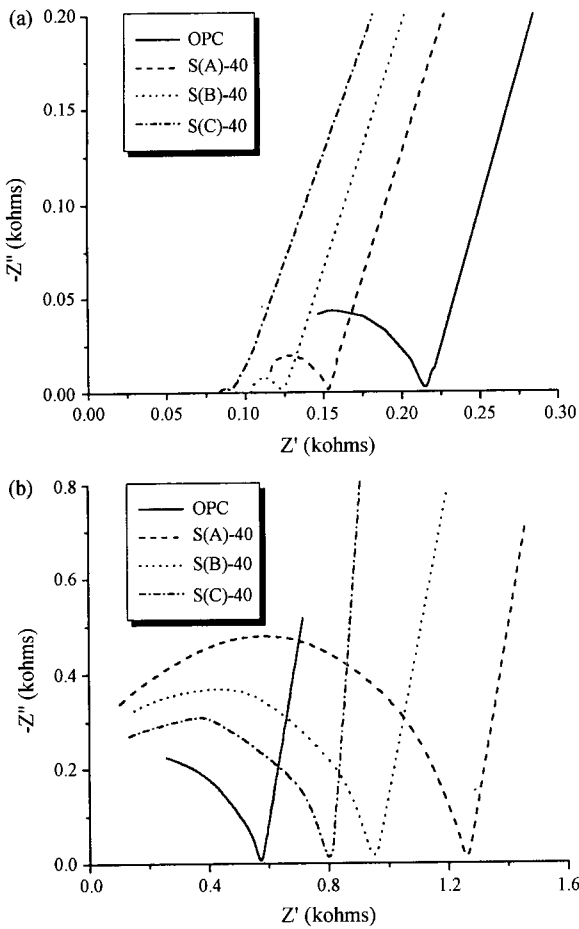 (a)
0.20
0.15
0.10
0.05
0.00
-Z" (kohms)
OPC
S(A)-40
S(B)-40
S(C)-40
0.00 0.05 0.10 0.15 0.20 0.25 0.30
Z' (kohms)
(b)
0.8
0.6
0.4
0.2
0.0
-Z" (kohms)
OPC
S(A)-40
S(B)-40
S(C)-40
0.0 0.4 0.8 1.2 1.6
Z' (kohms)